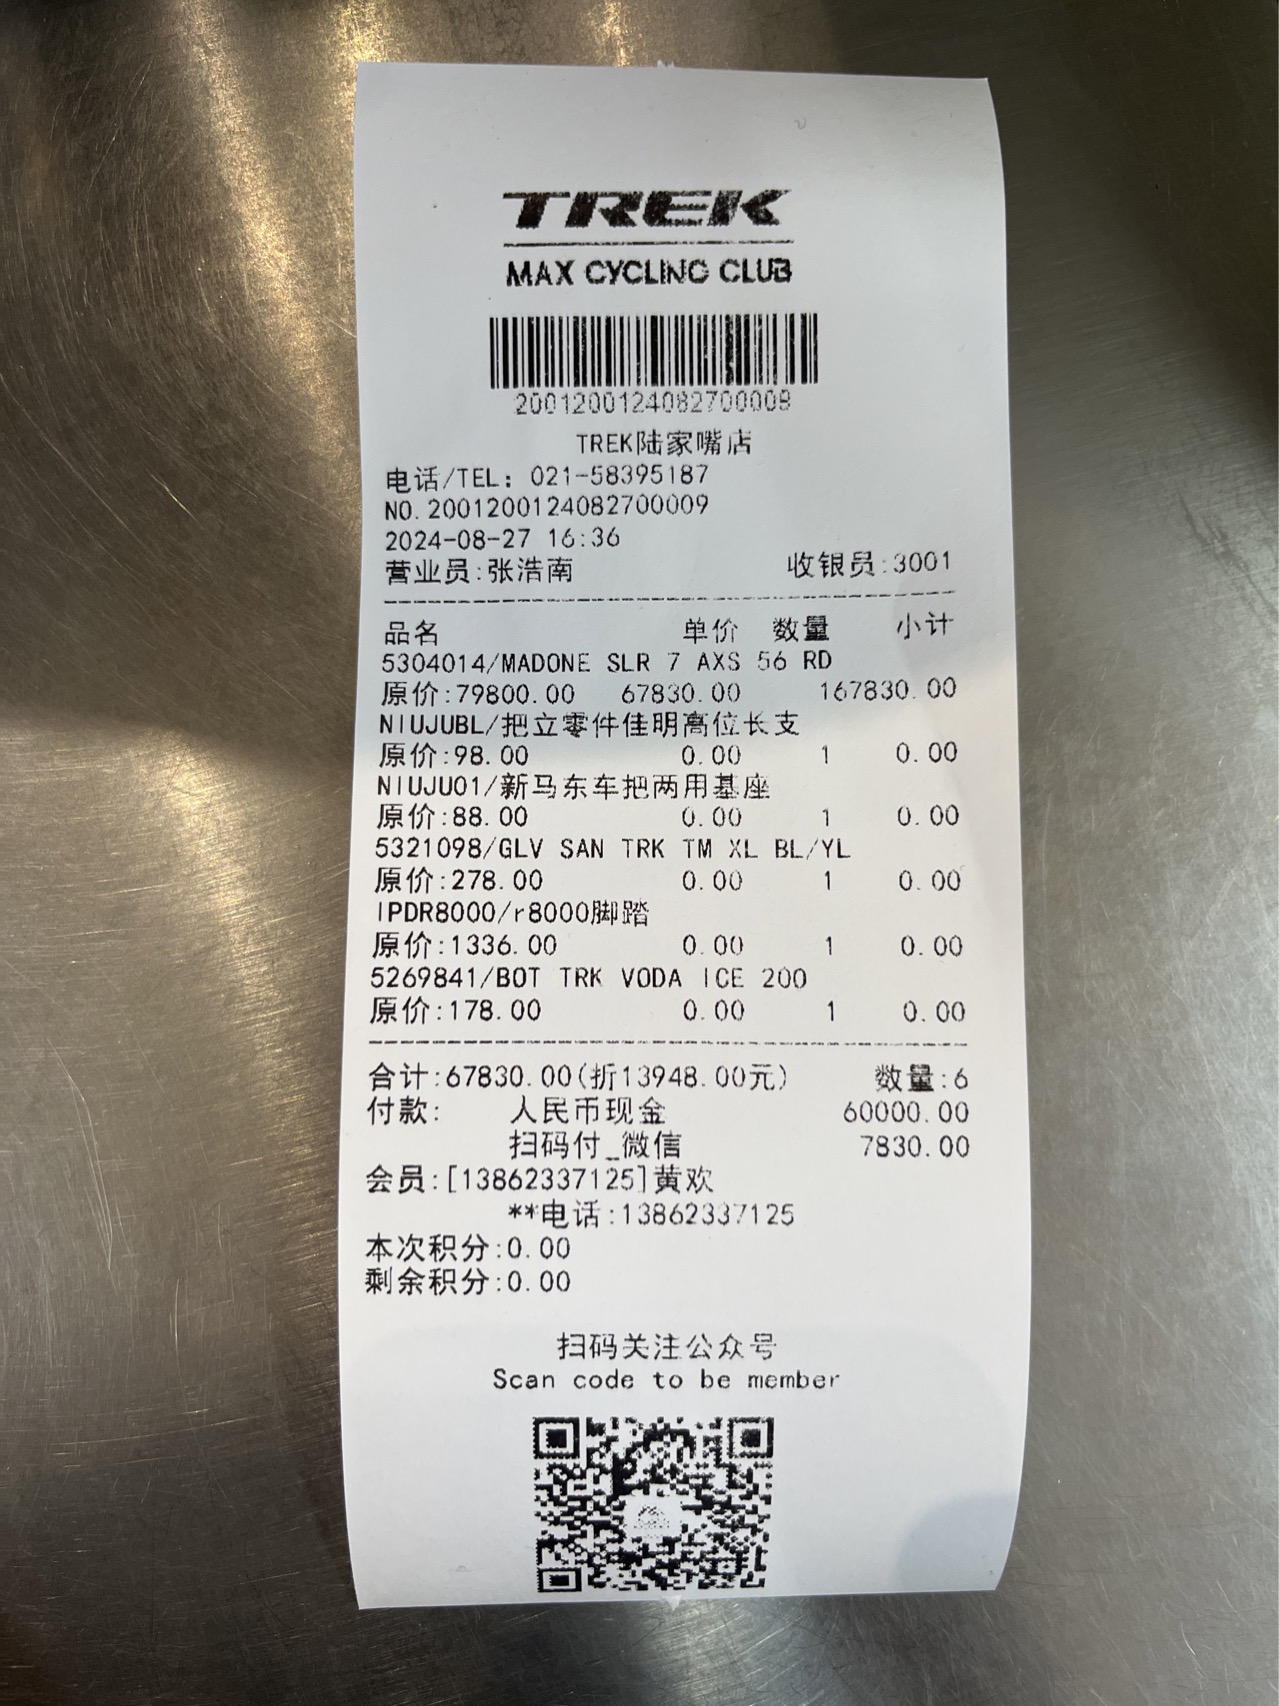 TREK
MAX CYCLING CLUB
2001200124082700009
TREK陆家嘴店
电话/TEL: 021-58395187
NO.2001200124082700009
2024-08-27 16:36
营业员:张浩南 收银员:3001
品名 单价 数量 小计
5304014/MADONE SLR 7 AXS 56 RD
原价:79800.00 67830.00 167830.00
NIUJUBL/把立零件佳明高位长支
原价:98.00 0.00 1 0.00
NIUJU01/新马东车把两用基座
原价:88.00 0.00 1 0.00
5321098/GLV SAN TRK TM XL BL/YL
原价:278.00 0.00 1 0.00
IPDR8000/r8000脚踏
原价:1336.00 0.00 1 0.00
5269841/BOT TRK VODA ICE 200
原价:178.00 0.00 1 0.00
合计:67830.00(折13948.00元) 数量:6
付款: 人民币现金 60000.00
扫码付_微信 7830.00
会员:[13862337125]黄欢
**电话:13862337125
本次积分:0.00
剩余积分:0.00
扫码关注公众号
Scan code to be member